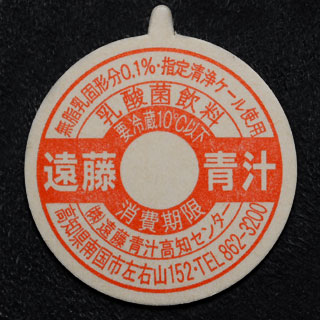 無脂乳固形分0.1%・指定清浄ケール使用
乳酸菌飲料
要冷蔵10℃以下
遠藤 青汁
消費期限
㈱遠藤青汁高知センター
高知県南国市左右山152・TEL862-3200